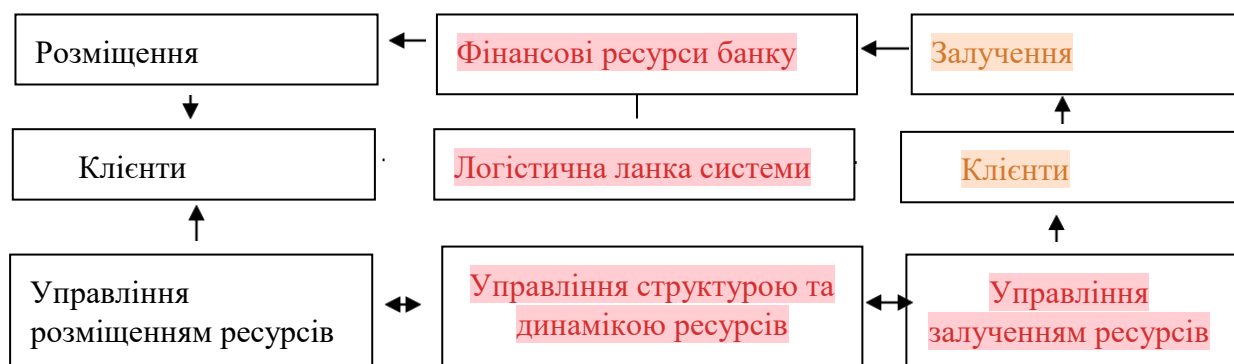 Розміщення
Фінансові ресурси банку
Залучення
Клієнти
Логістична ланка системи
Клієнти
Управління
розміщенням ресурсів
Управління структурою та
динамікою ресурсів
Управління
залученням ресурсів